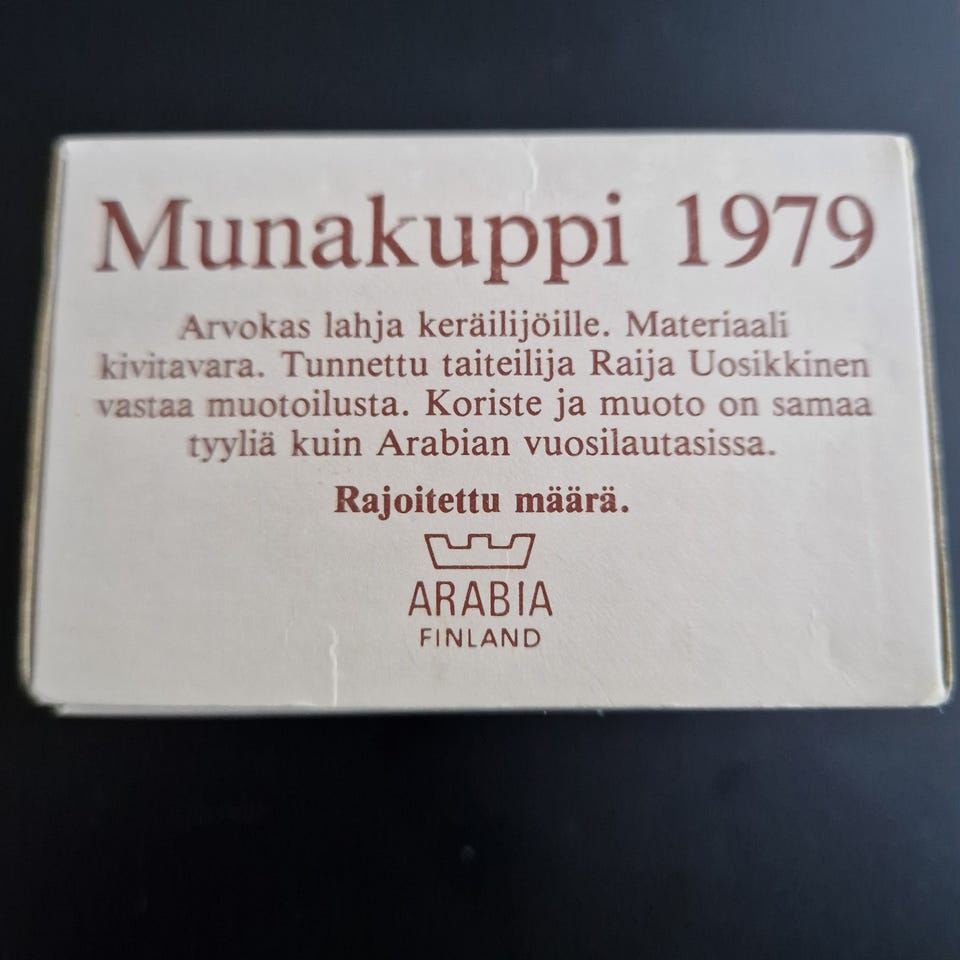 Munakuppi 1979
Arvokas lahja keräilijöille. Materiaali
kivitavara. Tunnettu taiteilija Raija Uosikkinen
vastaa muotoilusta. Koriste ja muoto on samaa
tyyliä kuin Arabian vuosilautasissa.
Rajoitettu määrä.
ARABIA
FINLAND